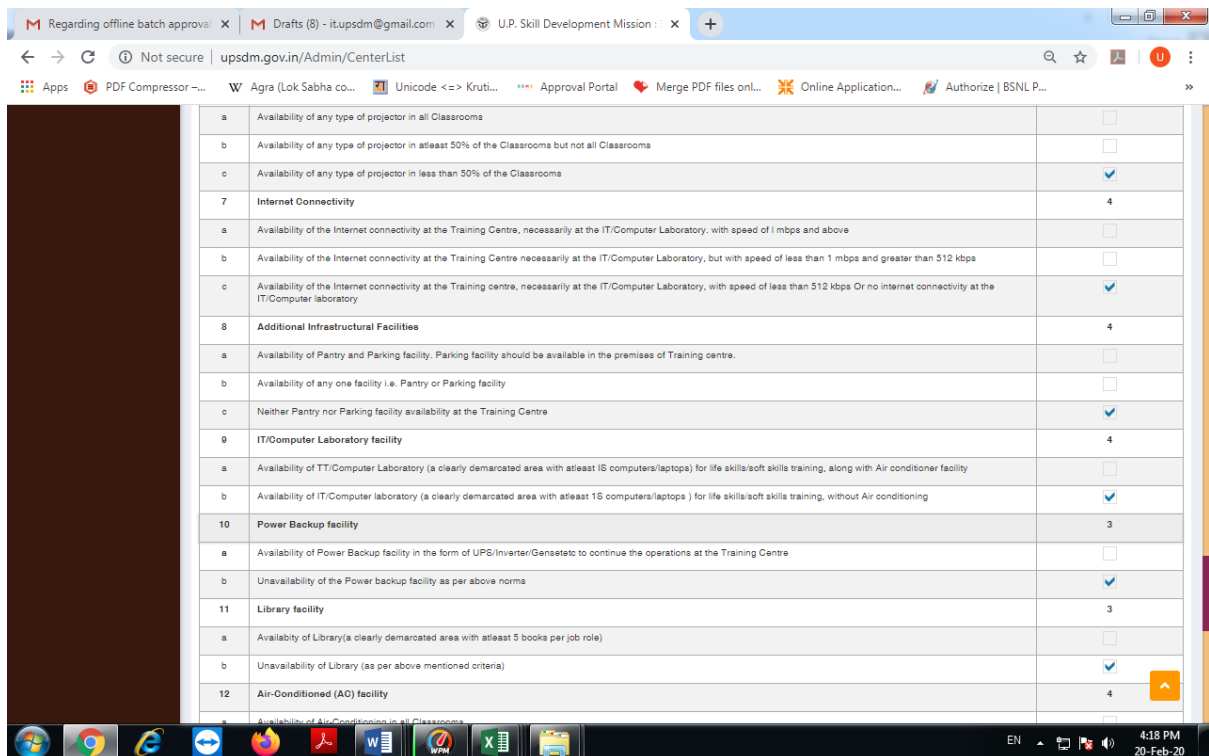 Regarding offline batch approval
Drafts (8) - it.upsdm@gmail.com
U.P. Skill Development Mission :
Not secure | upsdm.gov.in/Admin/CenterList
U
Apps PDF Compressor –... Agra (Lok Sabha co... Unicode <=> Kruti... Approval Portal Merge PDF files onl... Online Application... Authorize | BSNL P... »
a Availability of any type of projector in all Classrooms
b Availability of any type of projector in atleast 50% of the Classrooms but not all Classrooms
c Availability of any type of projector in less than 50% of the Classrooms
7 Internet Connectivity 4
a Availability of the Internet connectivity at the Training Centre, necessarily at the IT/Computer Laboratory. with speed of l mbps and above
b Availability of the Internet connectivity at the Training Centre necessarily at the IT/Computer Laboratory, but with speed of less than 1 mbps and greater than 512 kbps
c Availability of the Internet connectivity at the Training centre, necessarily at the IT/Computer Laboratory, with speed of less than 512 kbps Or no internet connectivity at the
IT/Computer laboratory
8 Additional Infrastructural Facilities 4
a Availability of Pantry and Parking facility. Parking facility should be available in the premises of Training centre.
b Availability of any one facility i.e. Pantry or Parking facility
c Neither Pantry nor Parking facility availability at the Training Centre
9 IT/Computer Laboratory facility 4
a Availability of TT/Computer Laboratory (a clearly demarcated area with atleast IS computers/laptops) for life skills/soft skills training, along with Air conditioner facility
b Availability of IT/Computer laboratory (a clearly demarcated area with atleast 1S computers/laptops ) for life skills/soft skills training, without Air conditioning
10 Power Backup facility 3
a Availability of Power Backup facility in the form of UPS/Inverter/Gensetetc to continue the operations at the Training Centre
b Unavailability of the Power backup facility as per above norms
11 Library facility 3
a Availabity of Library(a clearly demarcated area with atleast 5 books per job role)
b Unavailability of Library (as per above mentioned criteria)
12 Air-Conditioned (AC) facility 4
a Availability of Air-Conditioning in all Classrooms
EN 4:18 PM
20-Feb-20